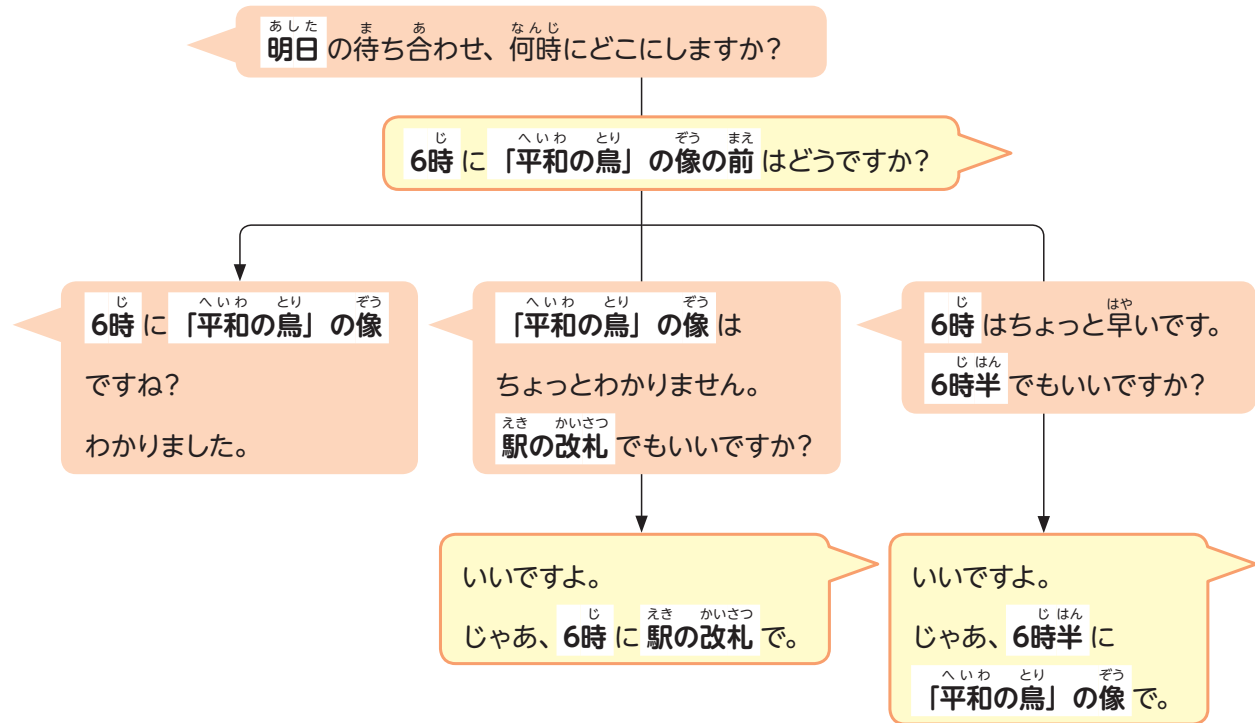 明日の待ち合わせ、何時にどこにしますか？
6時に「平和の鳥」の像の前はどうですか？
6時に「平和の鳥」の像
ですね？
わかりました。
「平和の鳥」の像は
ちょっとわかりません。
駅の改札でもいいですか？
6時はちょっと早いです。
6時半でもいいですか？
いいですよ。
じゃあ、6時に駅の改札で。
いいですよ。
じゃあ、6時半に
「平和の鳥」の像で。